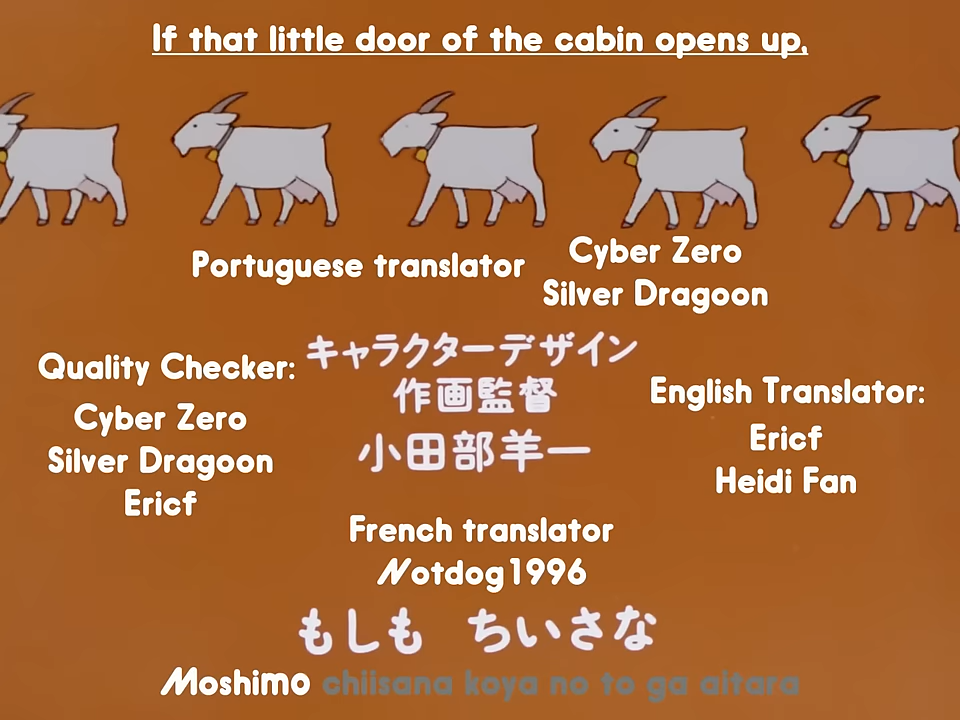 If that little door of the cabin opens up,
Portuguese translator
Cyber Zero
Silver Dragoon
Quality Checker:
Cyber Zero
Silver Dragoon
Ericf
キャラクターデザイン
作画監督
小田部羊一
English Translator:
Ericf
Heidi Fan
French translator
Notdog1996
もしも ちいさな
Moshimo chiisana koya no to ga aitara